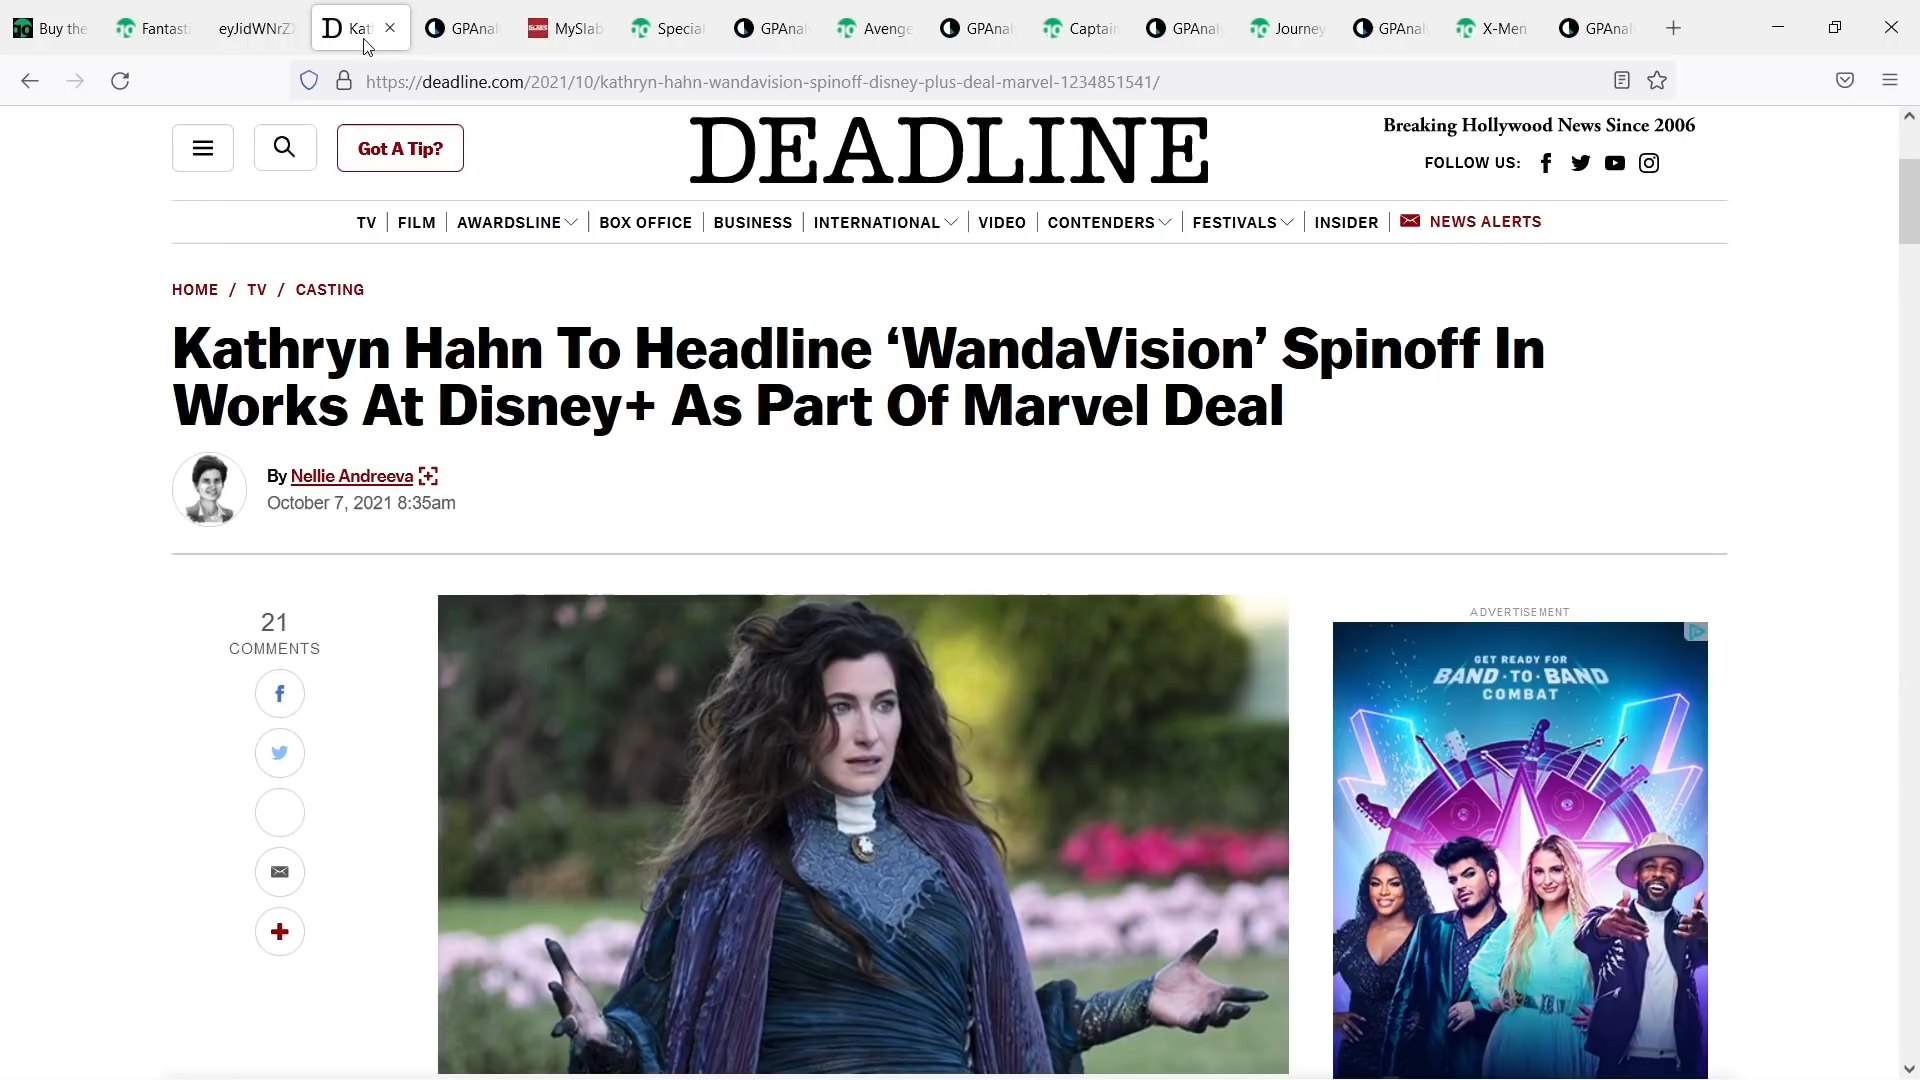 Buy the
Fantasti
eyJidWNrZX
Kat
GPAnal
MySlab
Special
GPAnal
Avenge
GPAnal
Captain
GPAnal
Journey
GPAnal
X-Men
GPAnal
https://deadline.com/2021/10/kathryn-hahn-wandavision-spinoff-disney-plus-deal-marvel-1234851541/
Got A Tip?
DEADLINE
Breaking Hollywood News Since 2006
FOLLOW US:
TV
FILM
AWARDSLINE
BOX OFFICE
BUSINESS
INTERNATIONAL
VIDEO
CONTENDERS
FESTIVALS
INSIDER
NEWS ALERTS
HOME / TV / CASTING
Kathryn Hahn To Headline ‘WandaVision’ Spinoff In
Works At Disney+ As Part Of Marvel Deal
By Nellie Andreeva
October 7, 2021 8:35am
21
COMMENTS
ADVERTISEMENT
GET READY FOR
BAND·TO·BAND
COMBAT